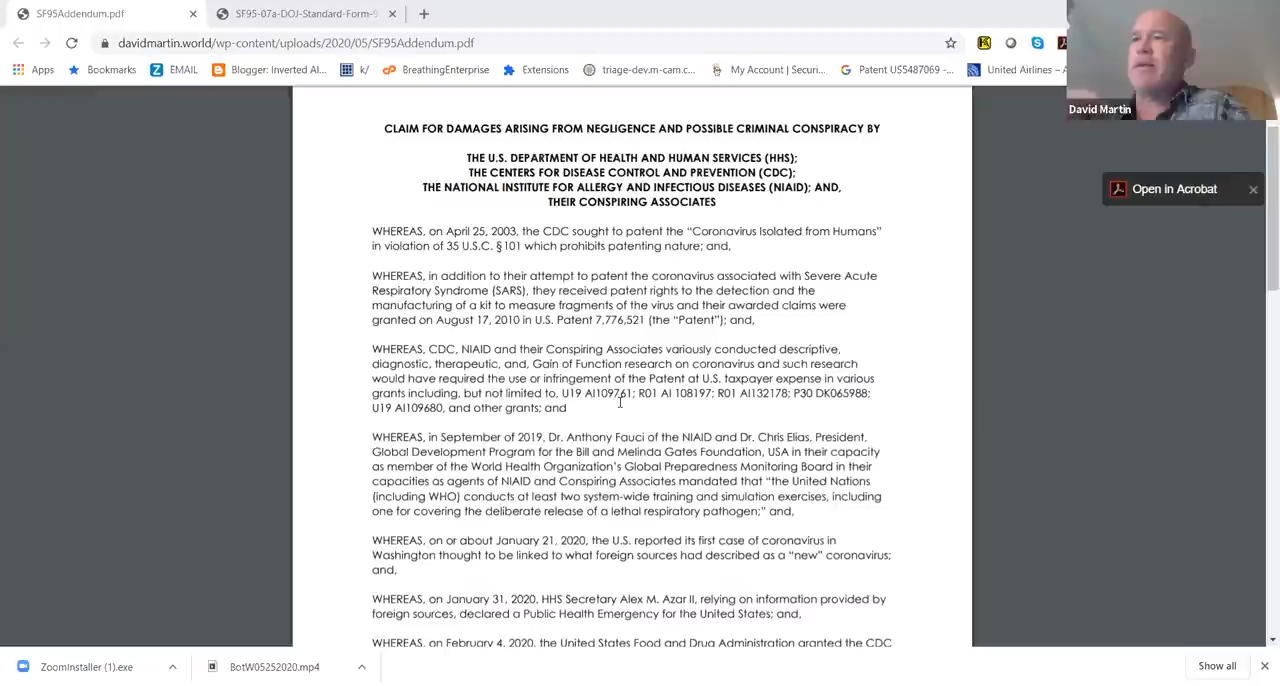 SF95Addendum.pdf
SF95-07a-DOJ-Standard-Form-9
davidmartin.world/wp-content/uploads/2020/05/SF95Addendum.pdf
Apps
Bookmarks
EMAIL
Blogger: Inverted Al...
k/
BreathingEnterprise
Extensions
triage-dev.m-cam.c...
My Account | Securi...
Patent US5487069 -...
United Airlines – A
David Martin
Open in Acrobat
CLAIM FOR DAMAGES ARISING FROM NEGLIGENCE AND POSSIBLE CRIMINAL CONSPIRACY BY
THE U.S. DEPARTMENT OF HEALTH AND HUMAN SERVICES (HHS);
THE CENTERS FOR DISEASE CONTROL AND PREVENTION (CDC);
THE NATIONAL INSTITUTE FOR ALLERGY AND INFECTIOUS DISEASES (NIAID); AND,
THEIR CONSPIRING ASSOCIATES
WHEREAS, on April 25, 2003, the CDC sought to patent the “Coronavirus Isolated from Humans”
in violation of 35 U.S.C. § 101 which prohibits patenting nature; and,
WHEREAS, in addition to their attempt to patent the coronavirus associated with Severe Acute
Respiratory Syndrome (SARS), they received patent rights to the detection and the
manufacturing of a kit to measure fragments of the virus and their awarded claims were
granted on August 17, 2010 in U.S. Patent 7,776,521 (the “Patent”); and,
WHEREAS, CDC, NIAID and their Conspiring Associates variously conducted descriptive,
diagnostic, therapeutic, and, Gain of Function research on coronavirus and such research
would have required the use or infringement of the Patent at U.S. taxpayer expense in various
grants including, but not limited to, U19 AI109761; R01 AI 108197; R01 AI132178; P30 DK065988;
U19 AI109680, and other grants; and
WHEREAS, in September of 2019, Dr. Anthony Fauci of the NIAID and Dr. Chris Elias, President,
Global Development Program for the Bill and Melinda Gates Foundation, USA in their capacity
as member of the World Health Organization’s Global Preparedness Monitoring Board in their
capacities as agents of NIAID and Conspiring Associates mandated that “the United Nations
(including WHO) conducts at least two system-wide training and simulation exercises, including
one for covering the deliberate release of a lethal respiratory pathogen;” and,
WHEREAS, on or about January 21, 2020, the U.S. reported its first case of coronavirus in
Washington thought to be linked to what foreign sources had described as a “new” coronavirus;
and,
WHEREAS, on January 31, 2020, HHS Secretary Alex M. Azar II, relying on information provided by
foreign sources, declared a Public Health Emergency for the United States; and,
WHEREAS, on February 4, 2020, the United States Food and Drug Administration granted the CDC
ZoomInstaller (1).exe
BotW05252020.mp4
Show all